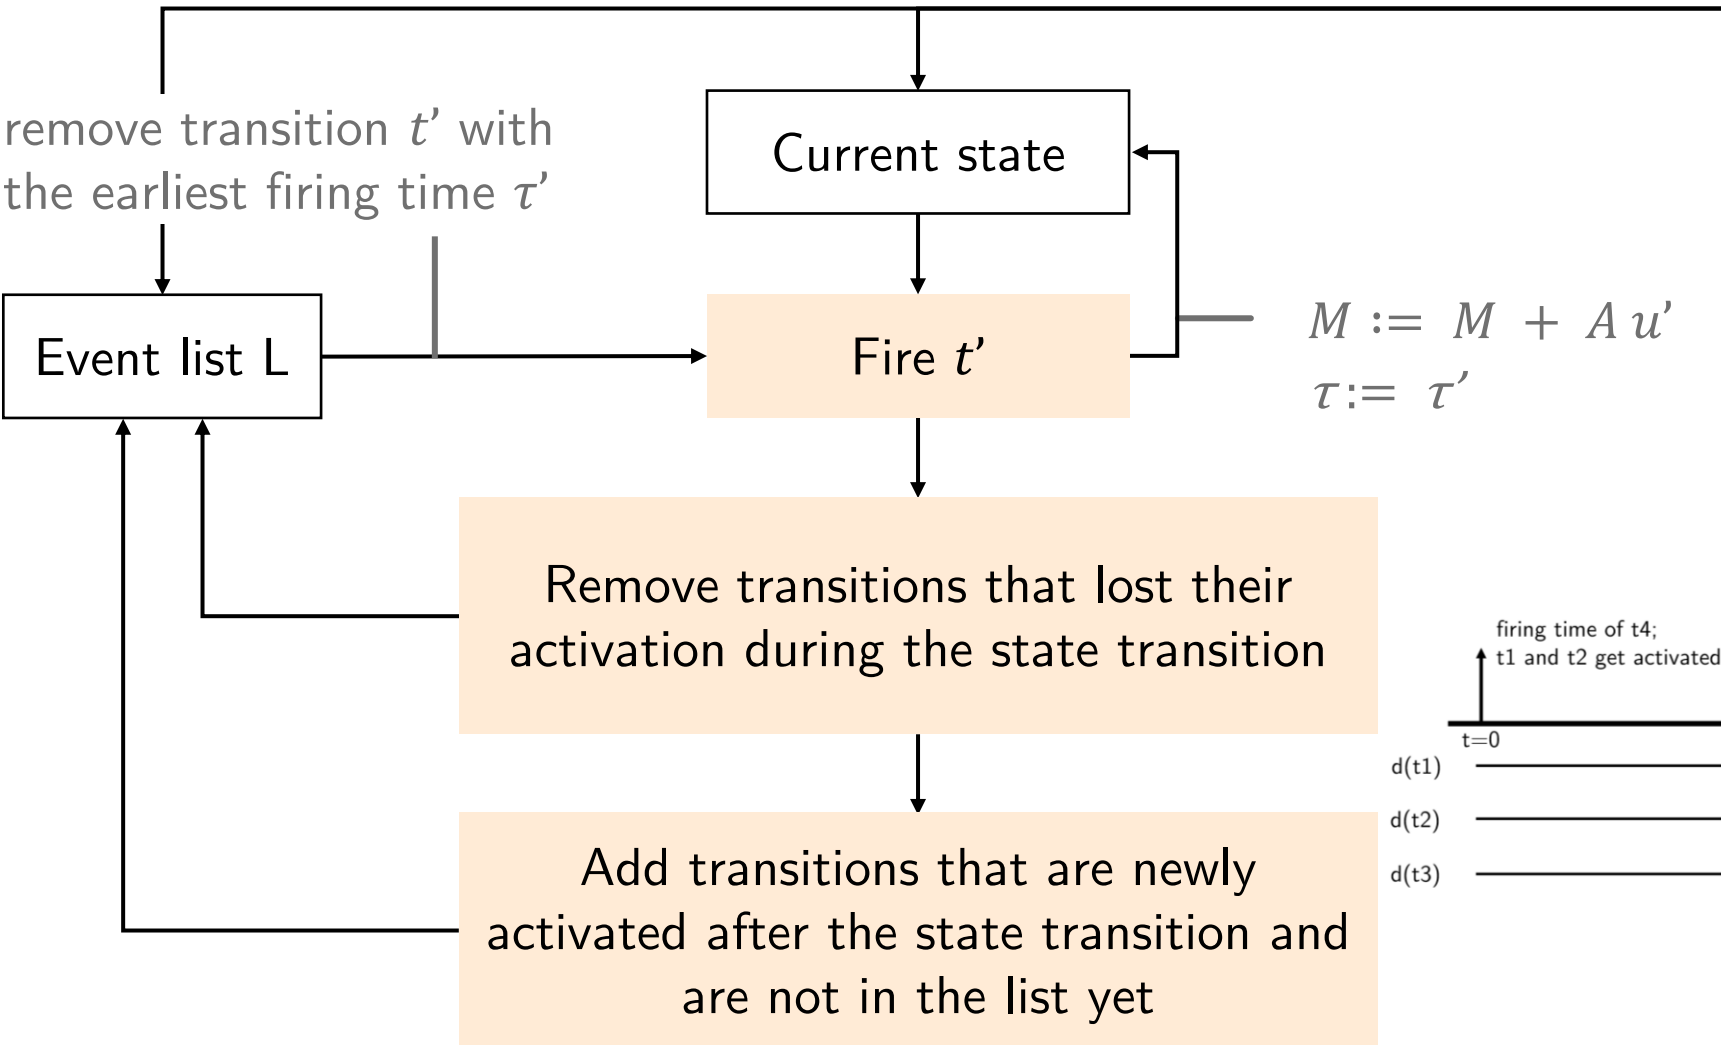 remove transition t’ with
the earliest firing time τ’
Current state
Event list L
Fire t’
M := M + A u’
τ := τ’
Remove transitions that lost their
activation during the state transition
firing time of t4;
t1 and t2 get activated
t=0
d(t1)
d(t2)
d(t3)
Add transitions that are newly
activated after the state transition and
are not in the list yet